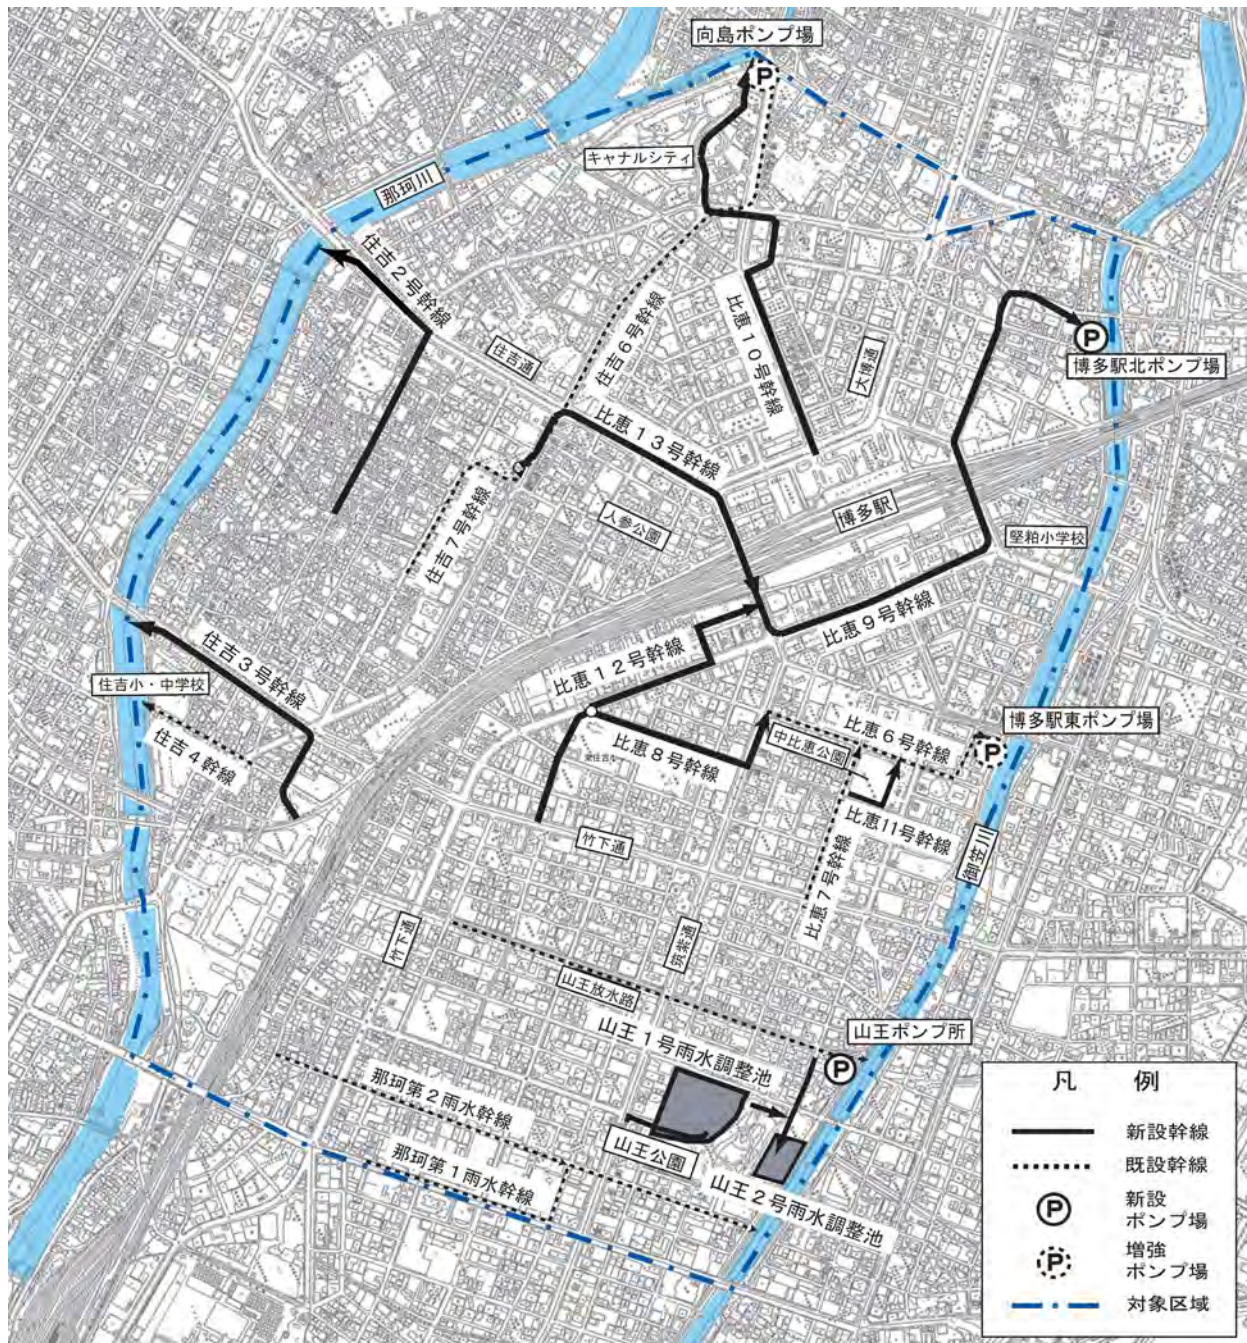 向島ポンプ場
キャナルシティ
那珂川
住吉2号幹線
住吉通
住吉6号幹線
比恵10号幹線
大博通
博多駅北ポンプ場
比恵13号幹線
住吉7号幹線
人参公園
博多駅
堅粕小学校
比恵9号幹線
比恵12号幹線
住吉3号幹線
住吉小・中学校
住吉4幹線
比恵8号幹線
比恵6号幹線
中比恵公園
博多駅東ポンプ場
比恵11号幹線
比恵7号幹線
御笠川
竹下通
竹下通
筑紫通
山王放水路
山王ポンプ所
山王1号雨水調整池
那珂第2雨水幹線
山王公園
那珂第1雨水幹線
山王2号雨水調整池
凡 例
新設幹線
既設幹線
P 新設
ポンプ場
P 増強
ポンプ場
対象区域